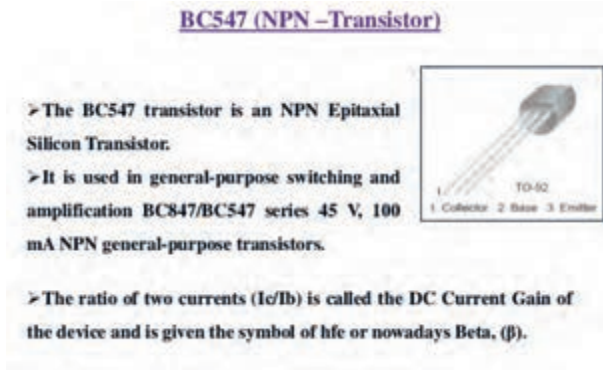 BC547 (NPN –Transistor)
➢The BC547 transistor is an NPN Epitaxial
Silicon Transistor.
➢It is used in general-purpose switching and
amplification BC847/BC547 series 45 V, 100
mA NPN general-purpose transistors.
1
TO-92
1 Collector 2 Base 3 Emitter
➢The ratio of two currents (Ic/Ib) is called the DC Current Gain of
the device and is given the symbol of hfe or nowadays Beta, (β).